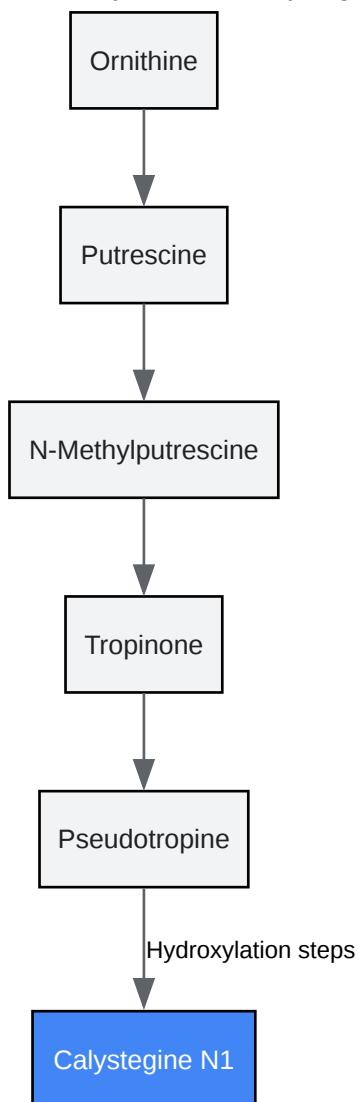 Ornithine
Putrescine
N-Methylputrescine
Tropinone
Pseudotropine
Hydroxylation steps
Calystegine N1